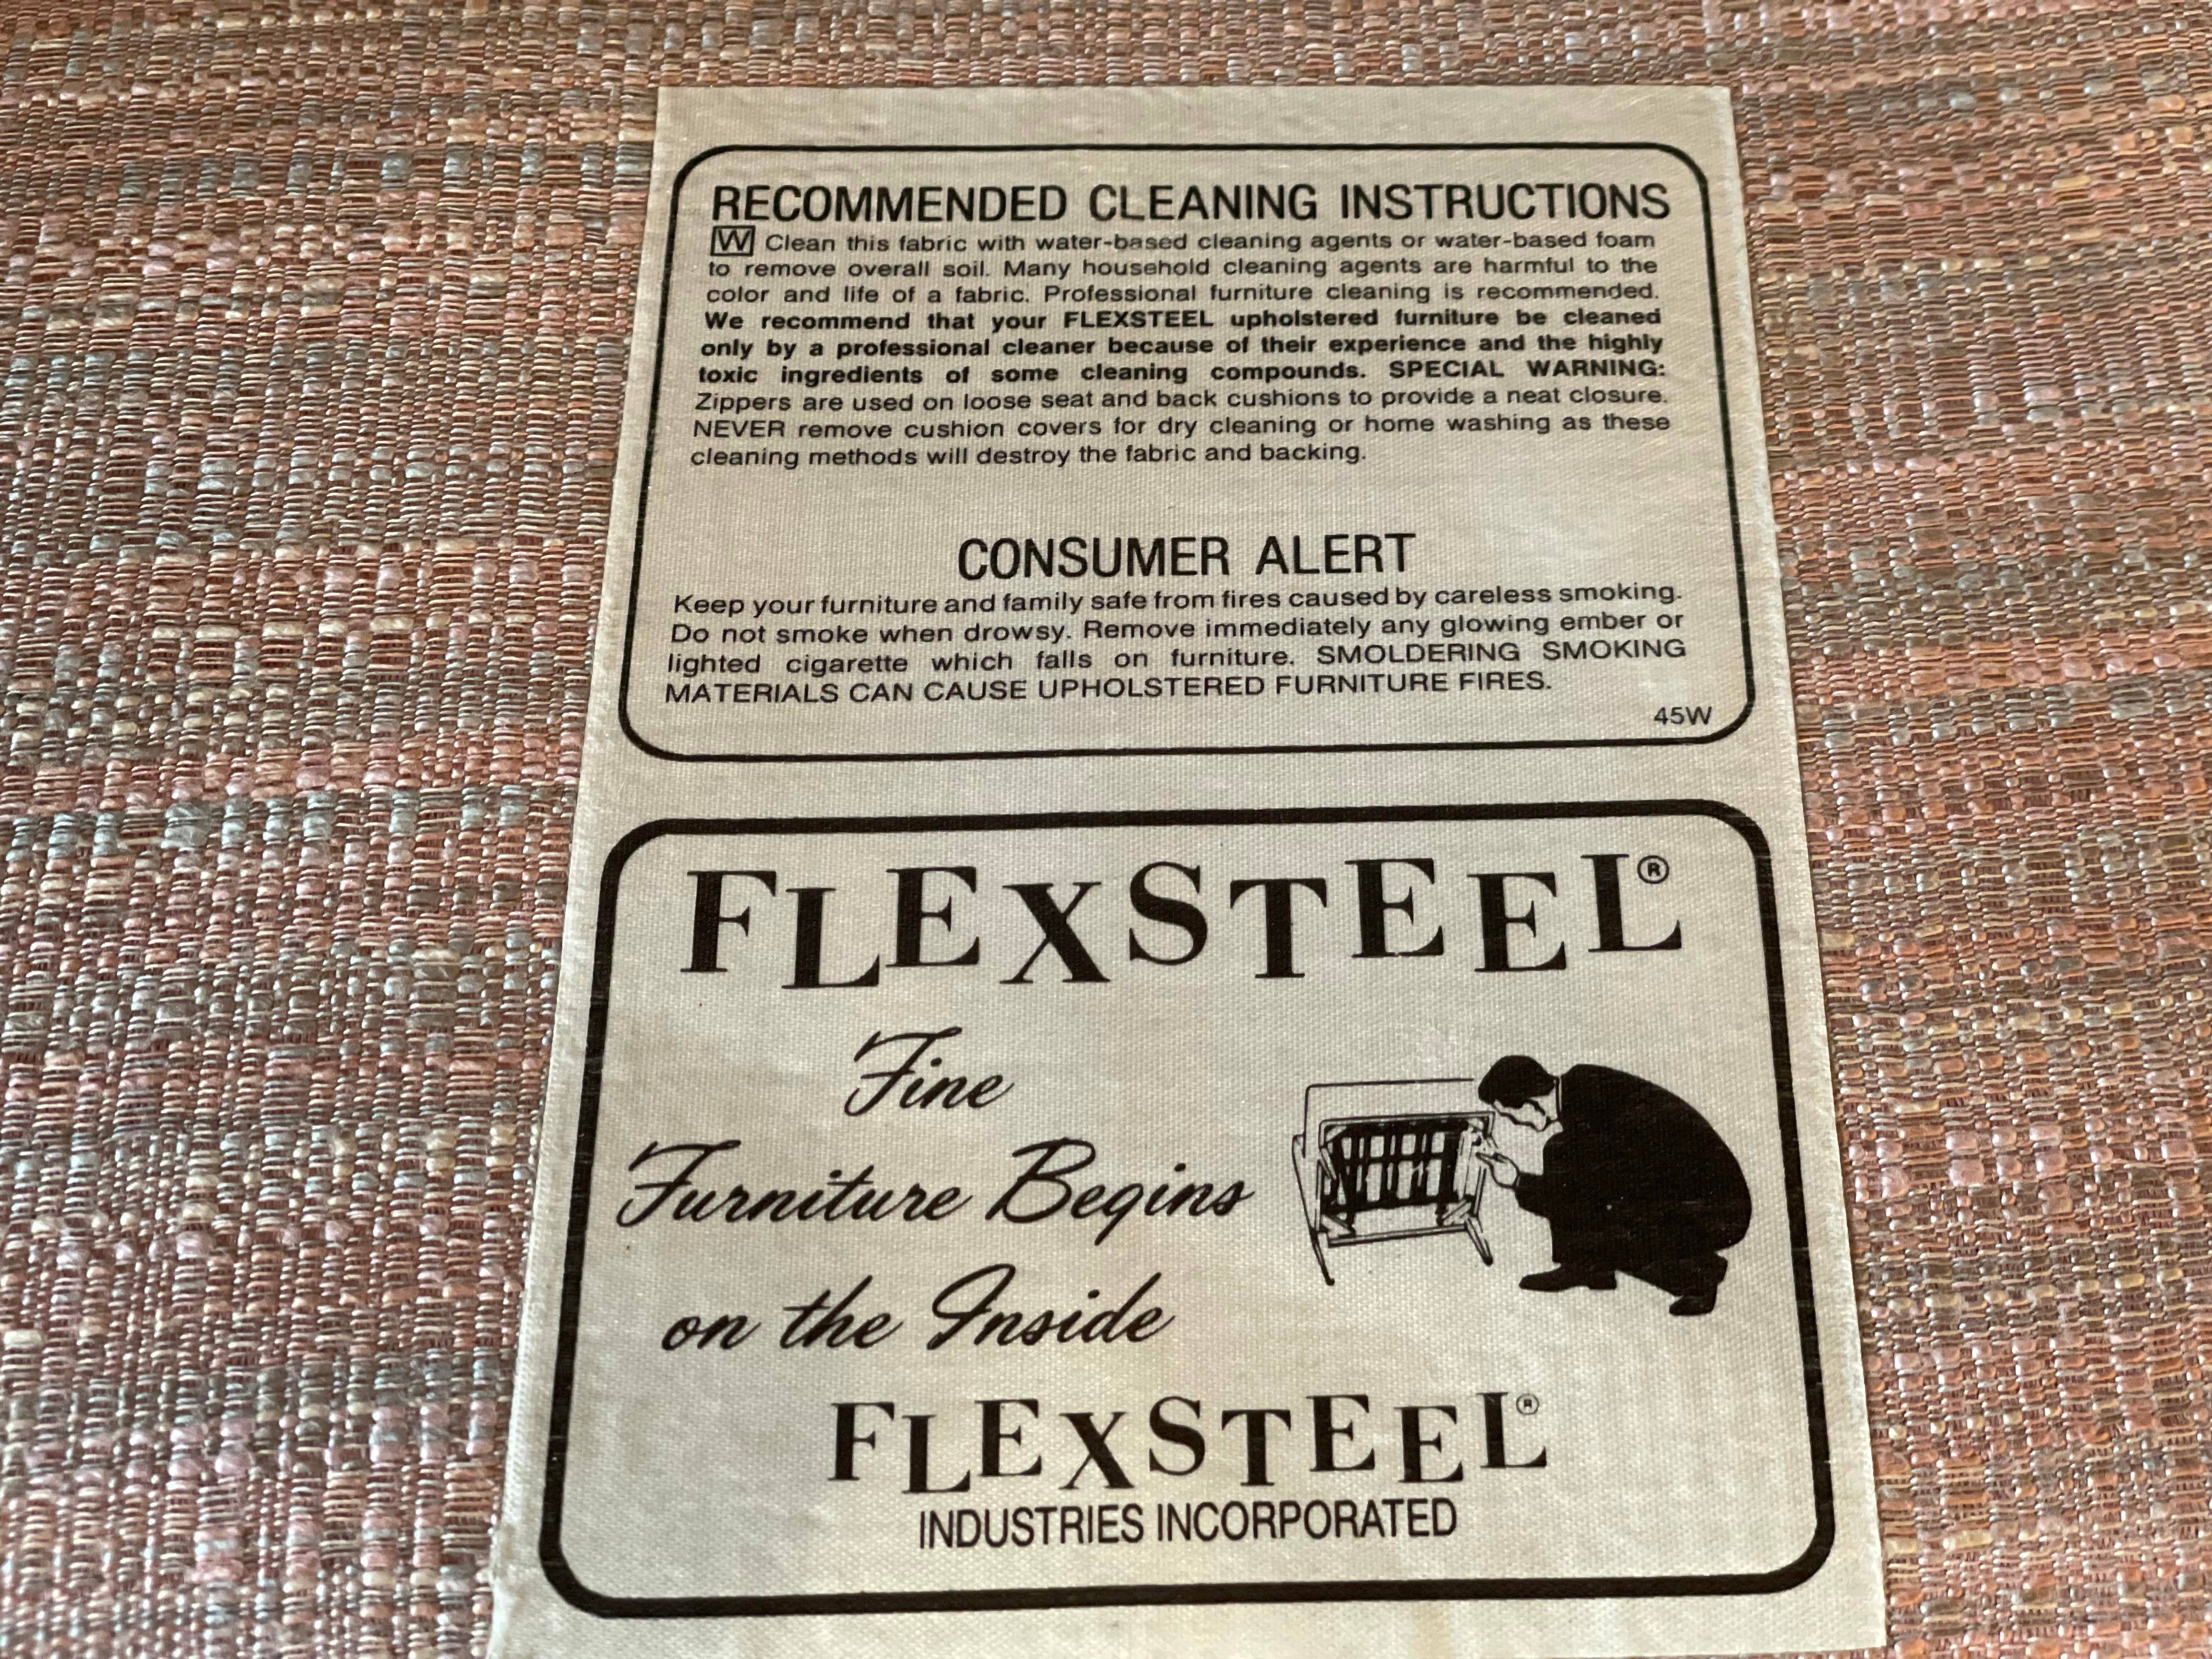 RECOMMENDED CLEANING INSTRUCTIONS
W Clean this fabric with water-based cleaning agents or water-based foam
to remove overall soil. Many household cleaning agents are harmful to the
color and life of a fabric. Professional furniture cleaning is recommended.
We recommend that your FLEXSTEEL upholstered furniture be cleaned
only by a professional cleaner because of their experience and the highly
toxic ingredients of some cleaning compounds. SPECIAL WARNING:
Zippers are used on loose seat and back cushions to provide a neat closure.
NEVER remove cushion covers for dry cleaning or home washing as these
cleaning methods will destroy the fabric and backing.
CONSUMER ALERT
Keep your furniture and family safe from fires caused by careless smoking.
Do not smoke when drowsy. Remove immediately any glowing ember or
lighted cigarette which falls on furniture. SMOLDERING SMOKING
MATERIALS CAN CAUSE UPHOLSTERED FURNITURE FIRES.
45W
FLEXSTEEL®
Fine
Furniture Begins
on the Inside
FLEXSTEEL®
INDUSTRIES INCORPORATED